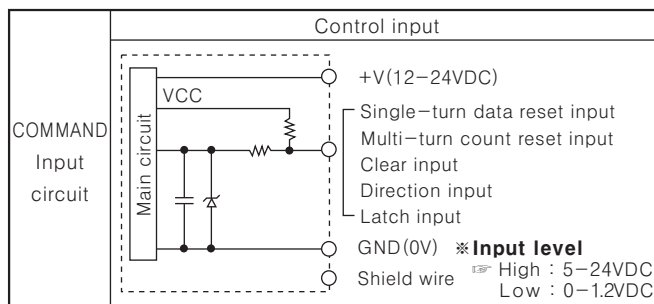 Control input
COMMAND
Input
circuit
Main circuit
VCC
+V(12−24VDC)
Single−turn data reset input
Multi−turn count reset input
Clear input
Direction input
Latch input
GND(0V) ※Input level
☞ High : 5−24VDC
Shield wire
Low : 0−1.2VDC